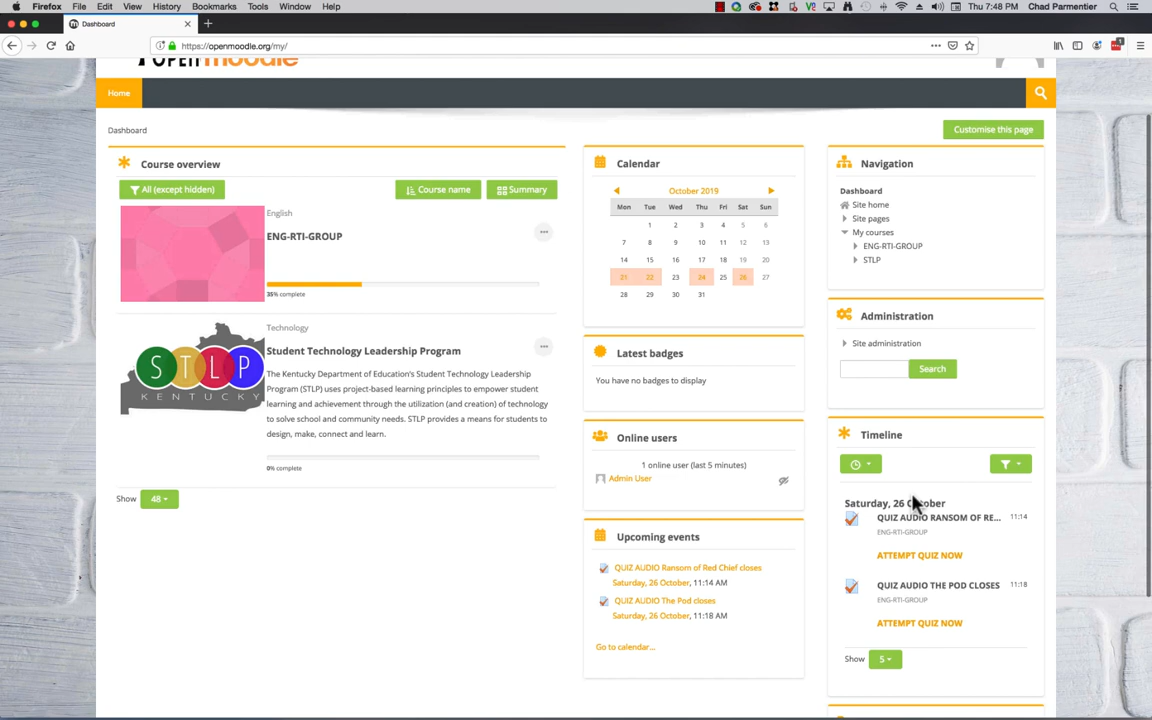 Firefox File Edit View History Bookmarks Tools Window Help Thu 7:48 PM Chad Parmentier
Dashboard
https://openmoodle.org/my/
OPEN moodle
Home
Dashboard
Customise this page
Course overview
All (except hidden) Course name Summary
English
ENG-RTI-GROUP
35% complete
Technology
Student Technology Leadership Program
STLP
KENTUCKY
The Kentucky Department of Education's Student Technology Leadership
Program (STLP) uses project-based learning principles to empower student
learning and achievement through the utilization (and creation) of technology
to solve school and community needs. STLP provides a means for students to
design, make, connect and learn.
0% complete
Show 48
Calendar
October 2019
Mon Tue Wed Thu Fri Sat Sun
1 2 3 4 5 6
7 8 9 10 11 12 13
14 15 16 17 18 19 20
21 22 23 24 25 26 27
28 29 30 31
Latest badges
You have no badges to display
Online users
1 online user (last 5 minutes)
Admin User
Upcoming events
QUIZ AUDIO Ransom of Red Chief closes
Saturday, 26 October, 11:14 AM
QUIZ AUDIO The Pod closes
Saturday, 26 October, 11:18 AM
Go to calendar...
Navigation
Dashboard
Site home
Site pages
My courses
ENG-RTI-GROUP
STLP
Administration
Site administration
Search
Timeline
Saturday, 26 October
QUIZ AUDIO RANSOM OF RE... 11:14
ENG-RTI-GROUP
ATTEMPT QUIZ NOW
QUIZ AUDIO THE POD CLOSES 11:18
ENG-RTI-GROUP
ATTEMPT QUIZ NOW
Show 5